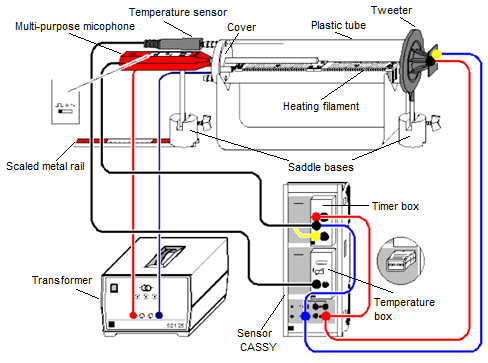 Tweeter
Temperature sensor
Multi-purpose micophone
Cover
Plastic tube
Heating filament
Scaled metal rail
Saddle bases
Timer box
Transformer
521 25
Temperature
box
Sensor
CASSY